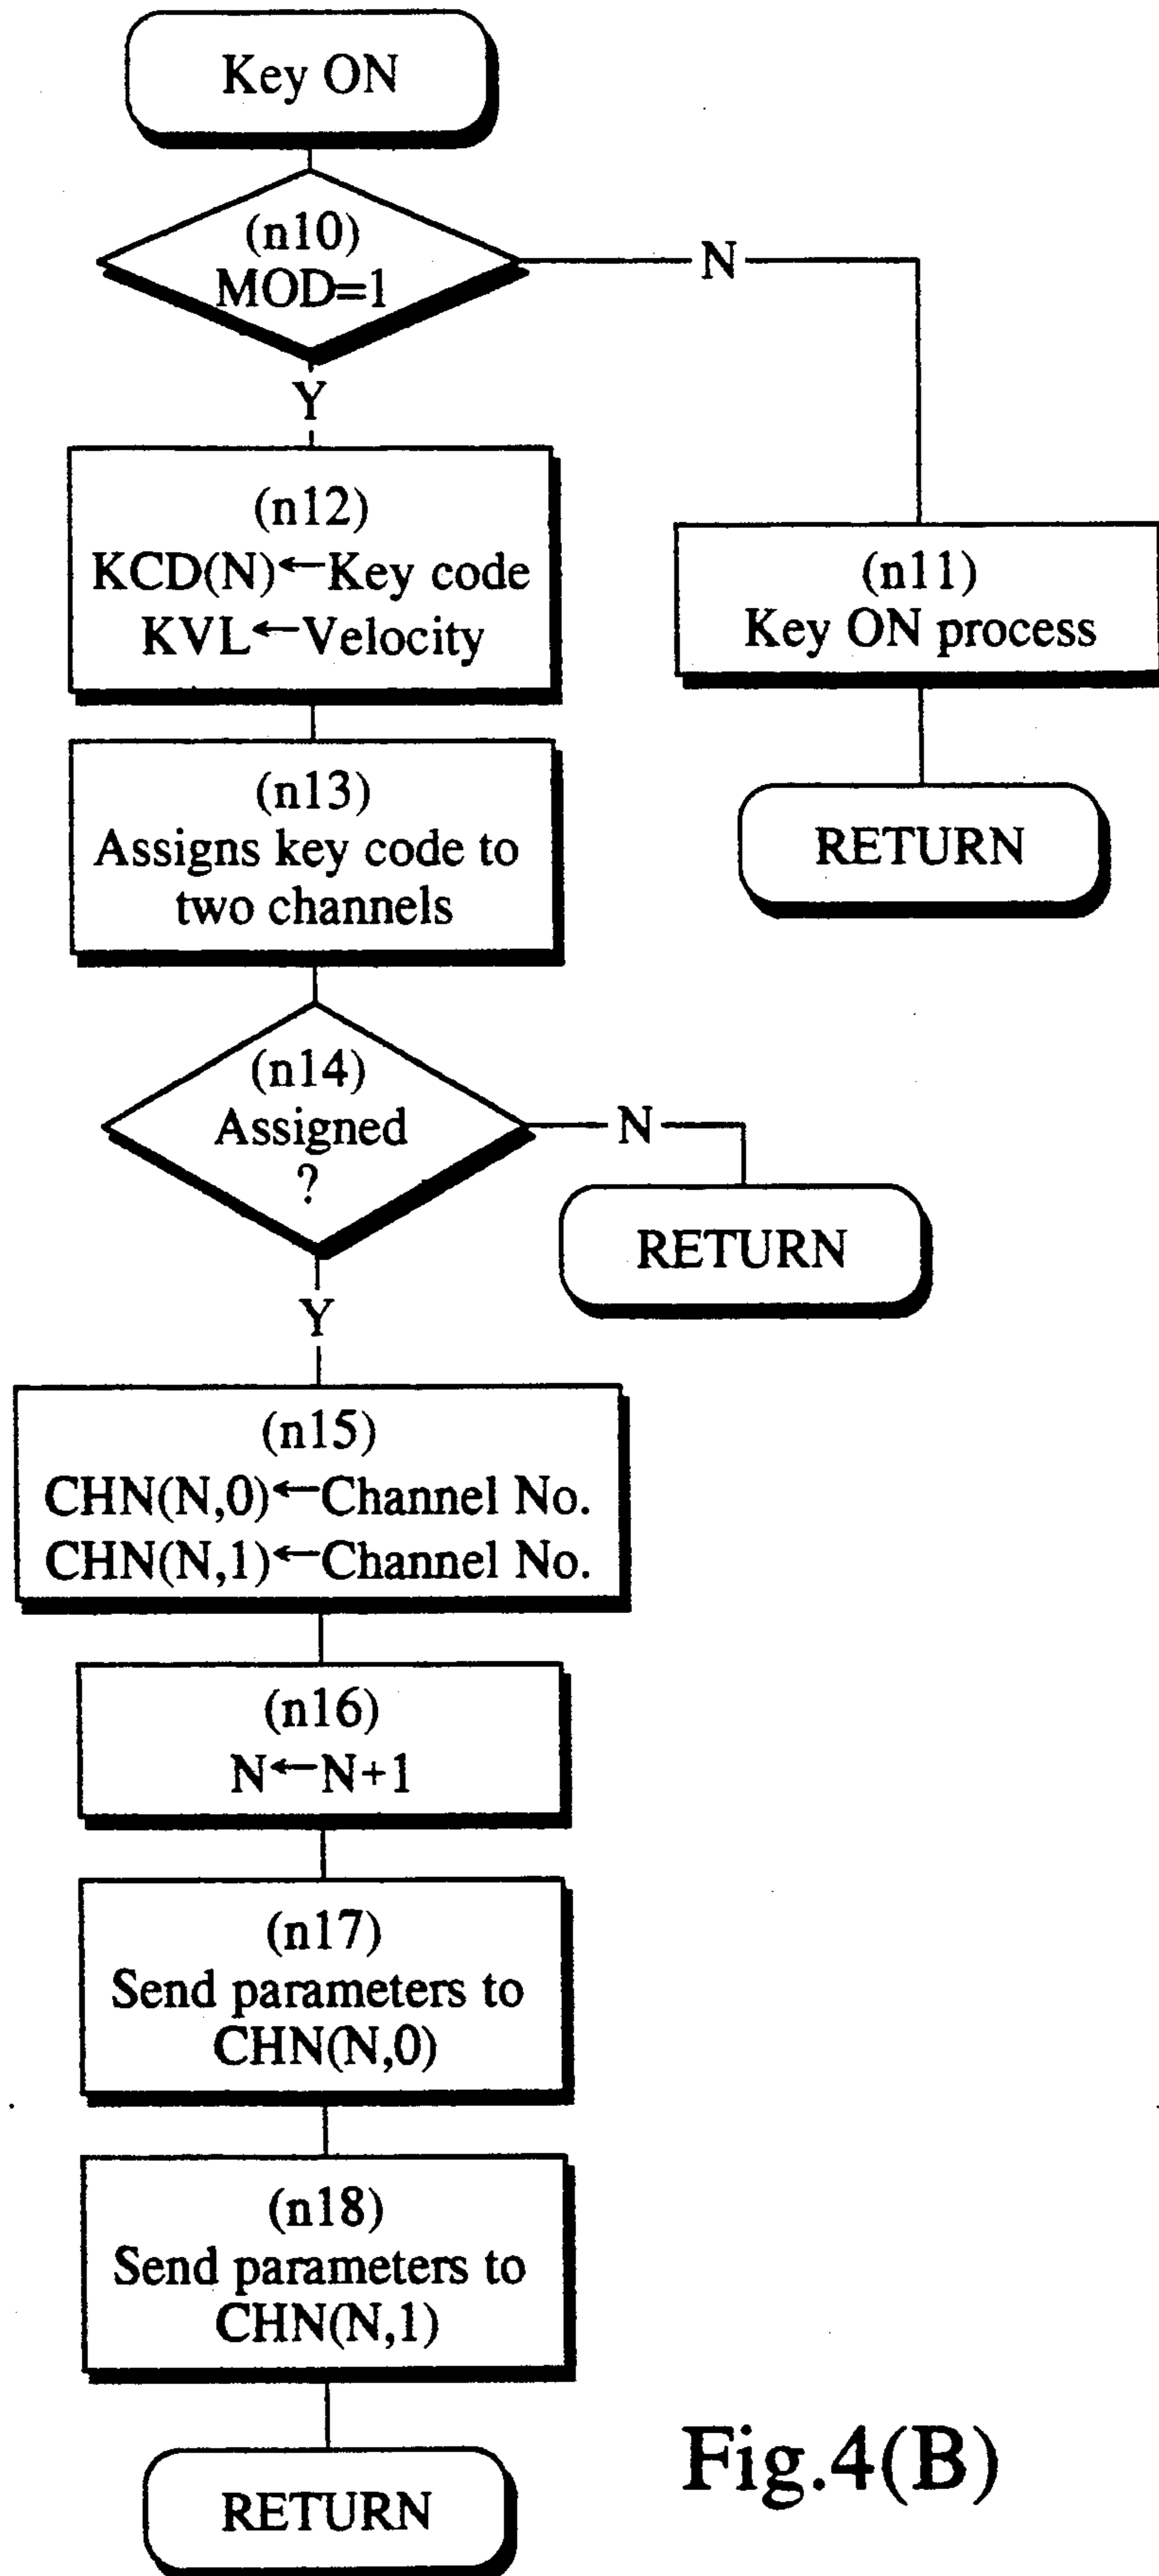 Key ON
(n10)
MOD=1
N
Y
(n12)
KCD(N)←Key code
KVL←Velocity
(n11)
Key ON process
RETURN
(n13)
Assigns key code to
two channels
(n14)
Assigned
?
N
RETURN
Y
(n15)
CHN(N,0)←Channel No.
CHN(N,1)←Channel No.
(n16)
N←N+1
(n17)
Send parameters to
CHN(N,0)
(n18)
Send parameters to
CHN(N,1)
RETURN
Fig.4(B)